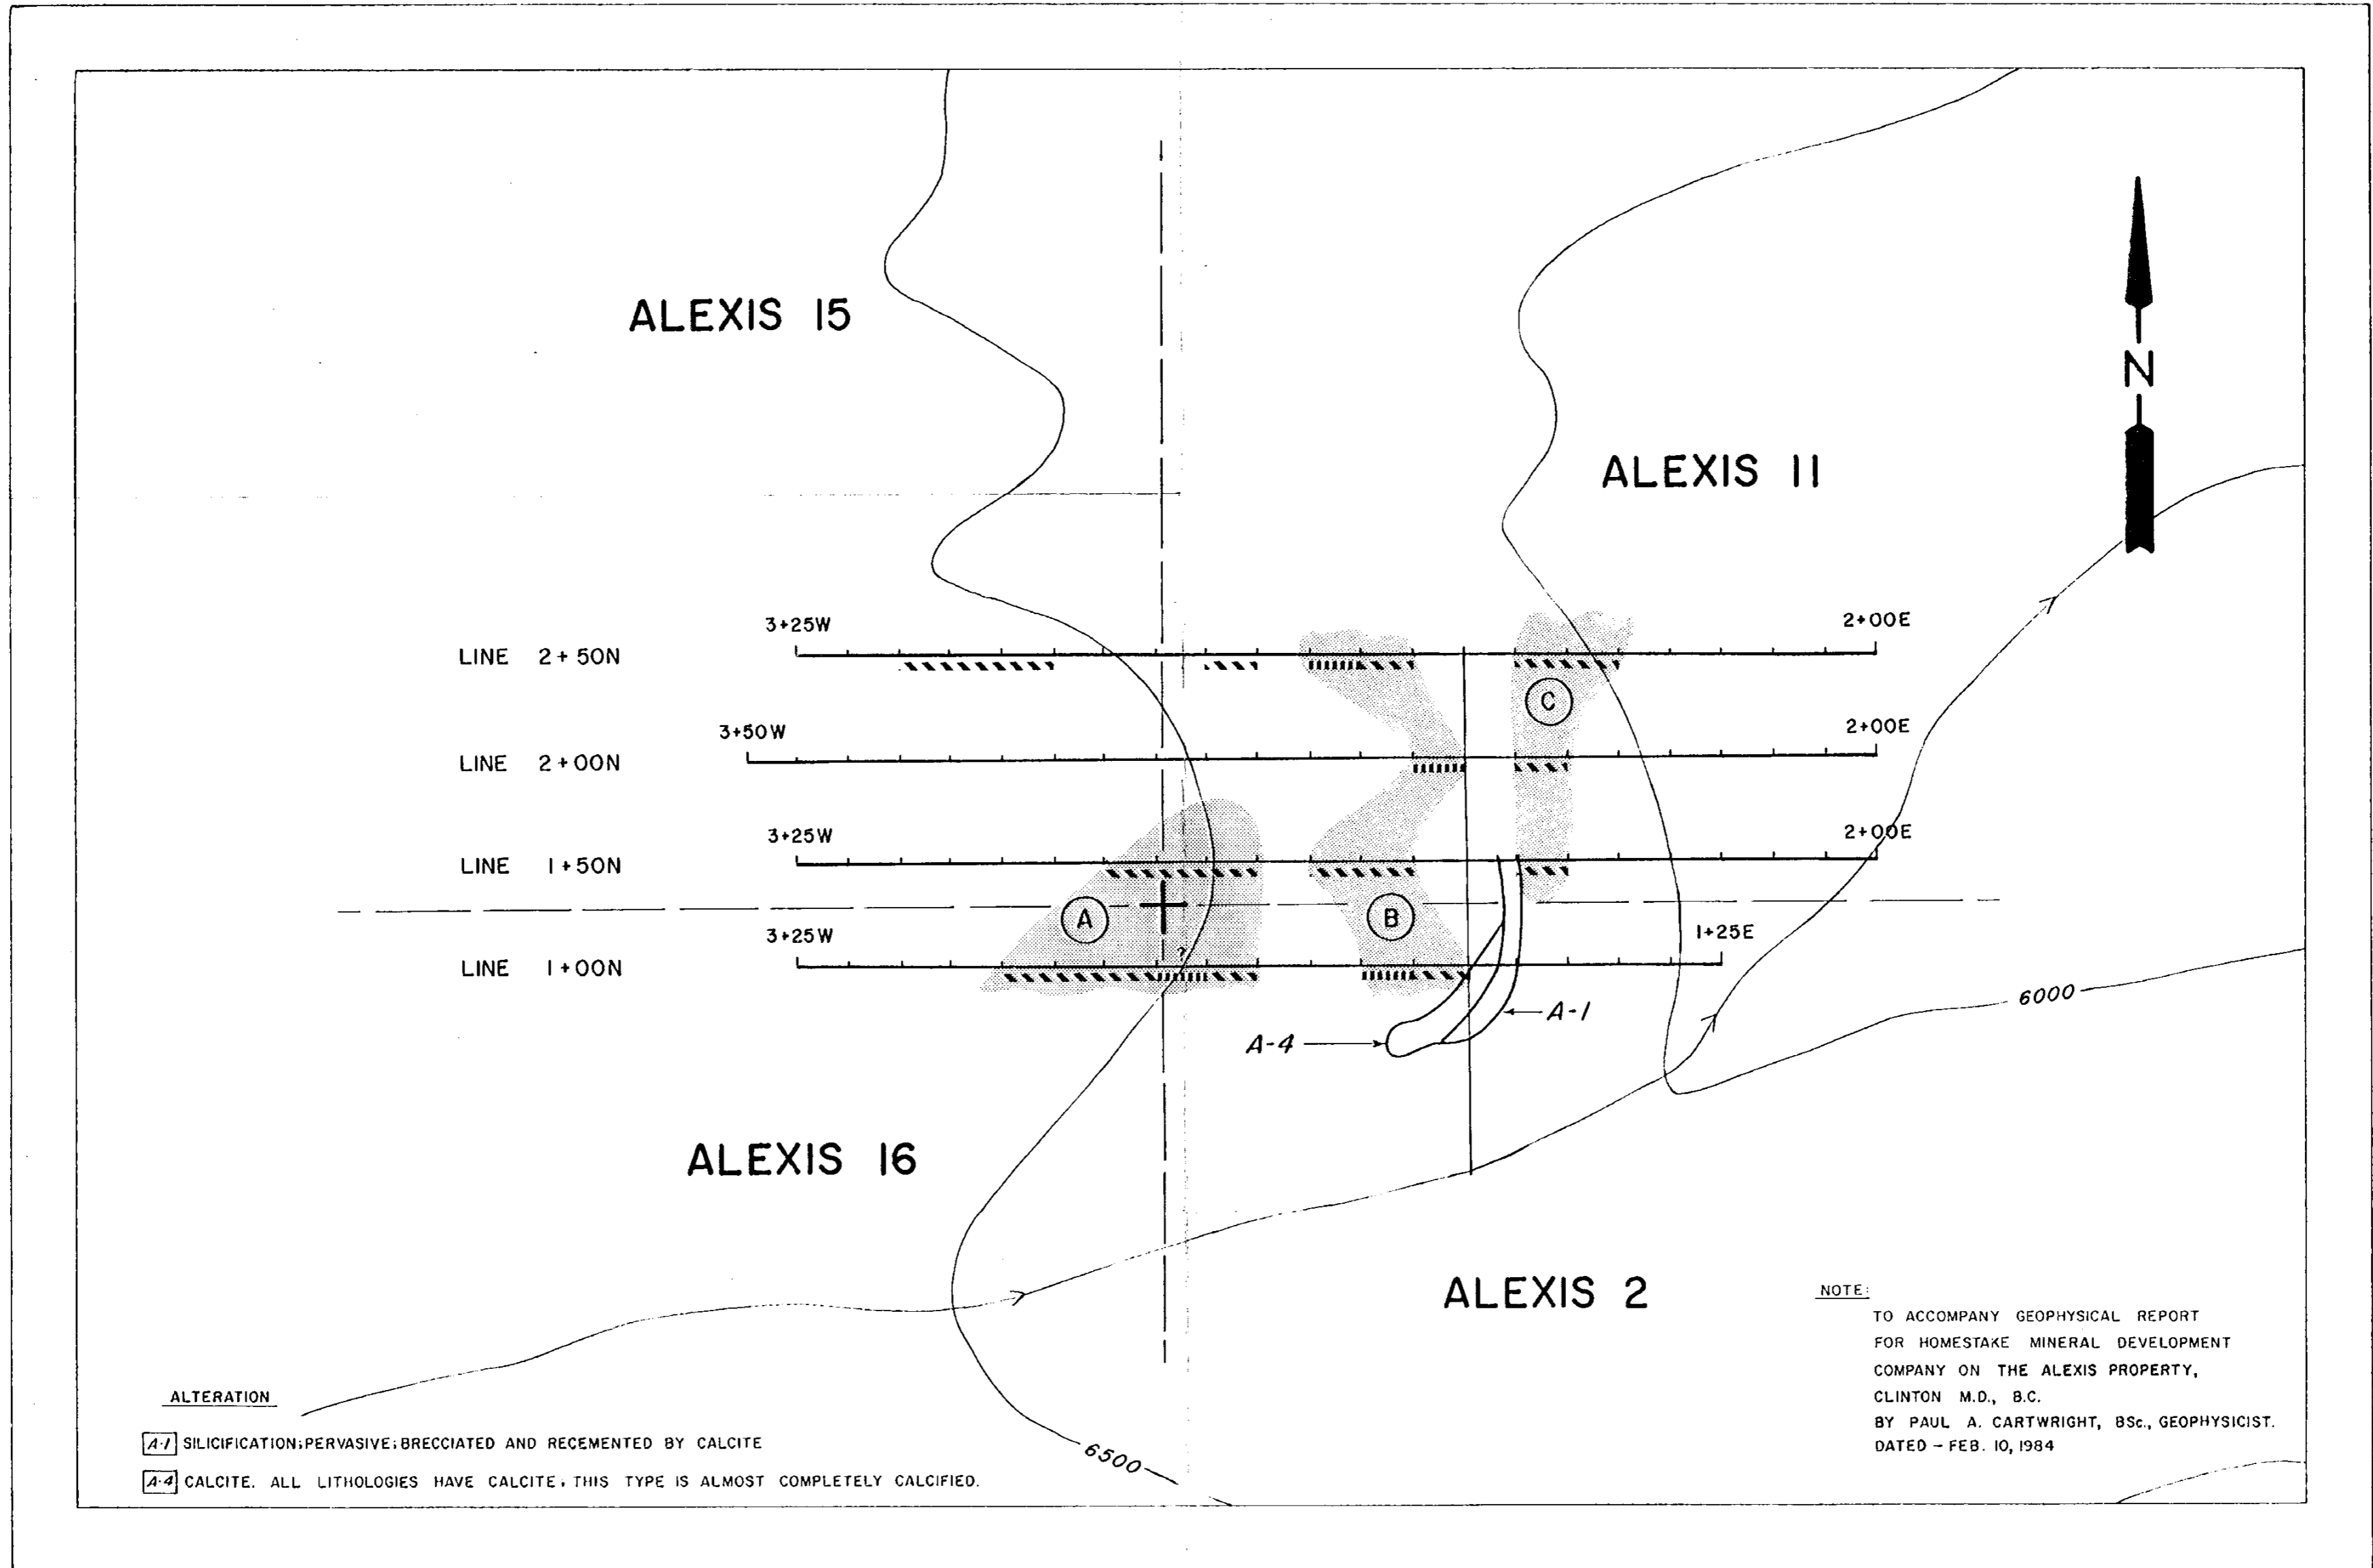 ALEXIS 15
N
ALEXIS 11
3+25W
2+00E
LINE 2+50N
C
3+50W
2+00E
LINE 2+00N
3+25W
2+00E
LINE 1+50N
A
B
3+25W
1+25E
?
LINE 1+00N
6000
A-1
A-4
ALEXIS 16
ALEXIS 2
NOTE:
TO ACCOMPANY GEOPHYSICAL REPORT
FOR HOMESTAKE MINERAL DEVELOPMENT
COMPANY ON THE ALEXIS PROPERTY,
CLINTON M.D., B.C.
BY PAUL A. CARTWRIGHT, BSc., GEOPHYSICIST.
DATED - FEB. 10, 1984
ALTERATION
A-1 SILICIFICATION; PERVASIVE; BRECCIATED AND RECEMENTED BY CALCITE
6500
A-4 CALCITE. ALL LITHOLOGIES HAVE CALCITE; THIS TYPE IS ALMOST COMPLETELY CALCIFIED.